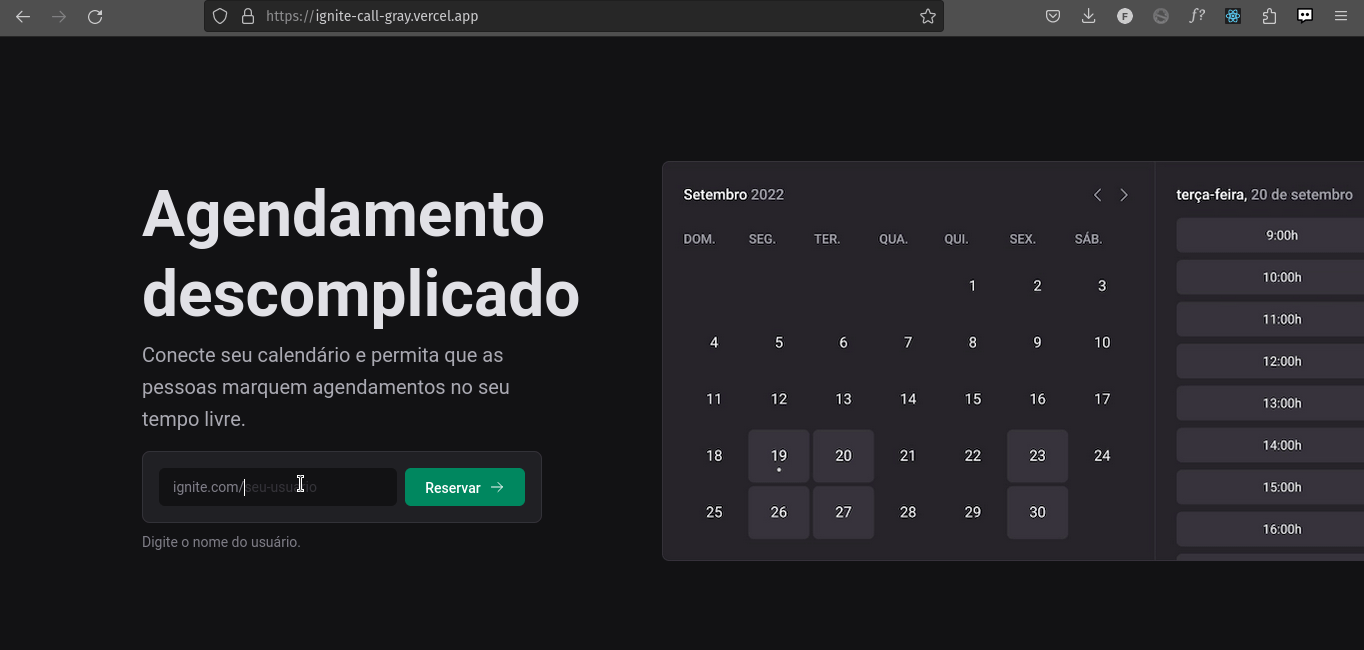 https://ignite-call-gray.vercel.app
F
f?
Agendamento
descomplicado
Conecte seu calendário e permita que as
pessoas marquem agendamentos no seu
tempo livre.
ignite.com/seu-usuário
Reservar
Digite o nome do usuário.
Setembro 2022
DOM. SEG. TER. QUA. QUI. SEX. SÁB.
1 2 3
4 5 6 7 8 9 10
11 12 13 14 15 16 17
18 19 20 21 22 23 24
25 26 27 28 29 30
terça-feira, 20 de setembro
9:00h
10:00h
11:00h
12:00h
13:00h
14:00h
15:00h
16:00h